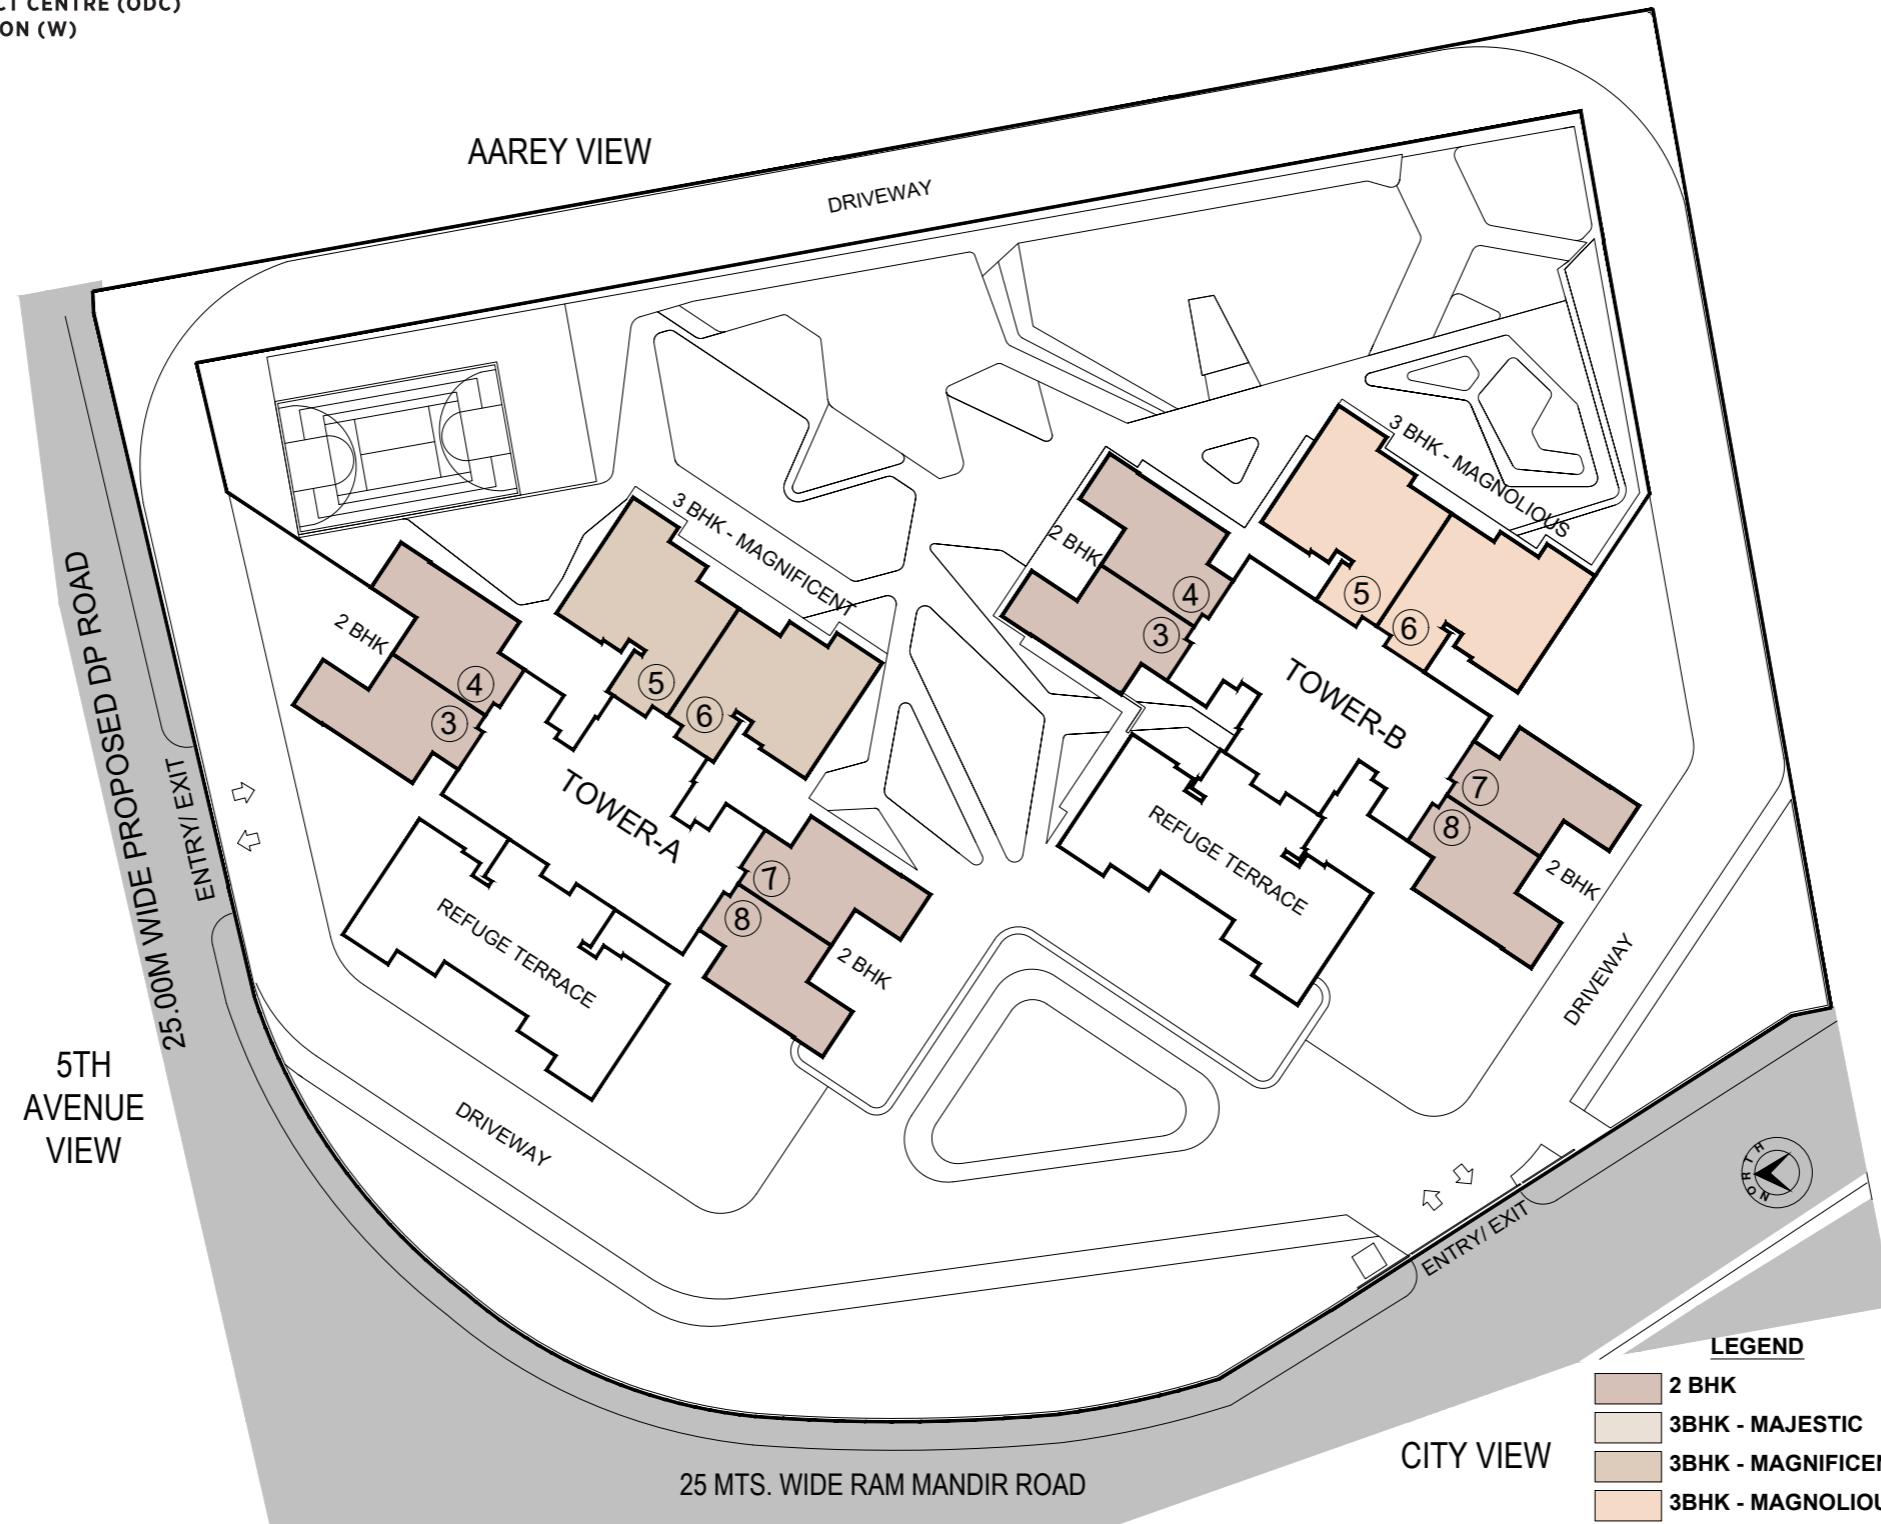 CT CENTRE (ODC)
ON (W)
AAREY VIEW
DRIVEWAY
3 BHK - MAGNOLIOUS
3 BHK - MAGNIFICENT
2 BHK
4
3
5
6
TOWER-B
7
8
2 BHK
REFUGE TERRACE
2 BHK
4
3
5
6
TOWER-A
7
8
2 BHK
REFUGE TERRACE
25.00M WIDE PROPOSED DP ROAD
ENTRY/ EXIT
5TH
AVENUE
VIEW
DRIVEWAY
DRIVEWAY
NORTH
ENTRY/ EXIT
25 MTS. WIDE RAM MANDIR ROAD
CITY VIEW
LEGEND
2 BHK
3BHK - MAJESTIC
3BHK - MAGNIFICEN
3BHK - MAGNOLIOU